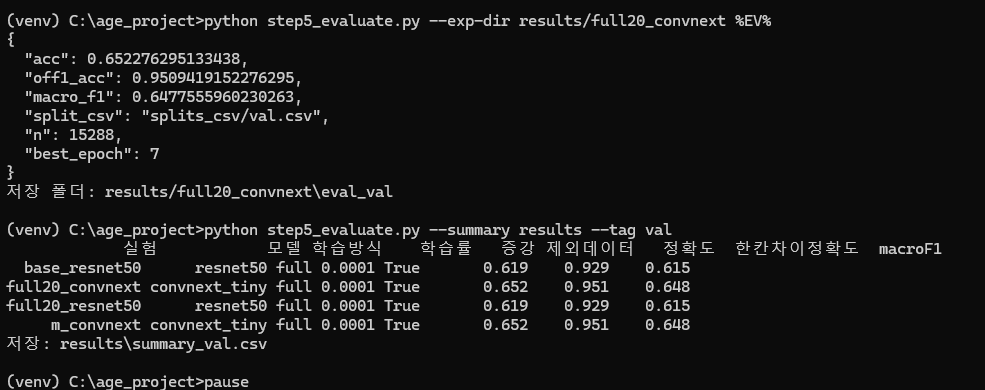 (venv) C:\age_project>python step5_evaluate.py --exp-dir results/full20_convnext %EV%
{
  "acc": 0.652276295133438,
  "off1_acc": 0.9509419152276295,
  "macro_f1": 0.6477555960230263,
  "split_csv": "splits_csv/val.csv",
  "n": 15288,
  "best_epoch": 7
}
저장 폴더: results/full20_convnext\eval_val
(venv) C:\age_project>python step5_evaluate.py --summary results --tag val
실험 모델 학습방식 학습률 증강 제외데이터 정확도 한칸차이정확도 macroF1
base_resnet50 resnet50 full 0.0001 True 0.619 0.929 0.615
full20_convnext convnext_tiny full 0.0001 True 0.652 0.951 0.648
full20_resnet50 resnet50 full 0.0001 True 0.619 0.929 0.615
m_convnext convnext_tiny full 0.0001 True 0.652 0.951 0.648
저장: results\summary_val.csv
(venv) C:\age_project>pause